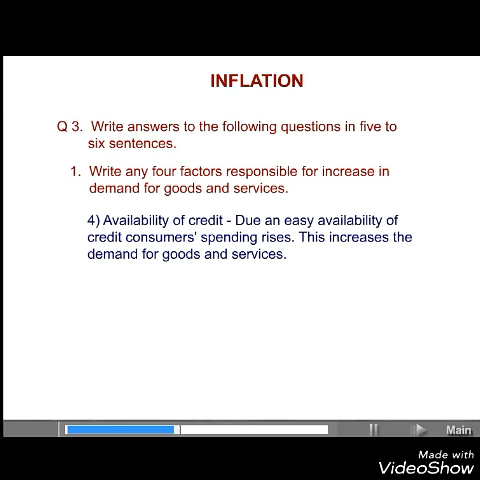 INFLATION
Q 3. Write answers to the following questions in five to
six sentences.
1. Write any four factors responsible for increase in
demand for goods and services.
4) Availability of credit - Due an easy availability of
credit consumers' spending rises. This increases the
demand for goods and services.
Main
Made with
VideoShow